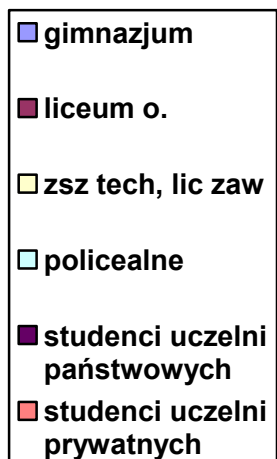 gimnazjum
liceum o.
zsz tech, lic zaw
policealne
studenci uczelni
państwowych
studenci uczelni
prywatnych